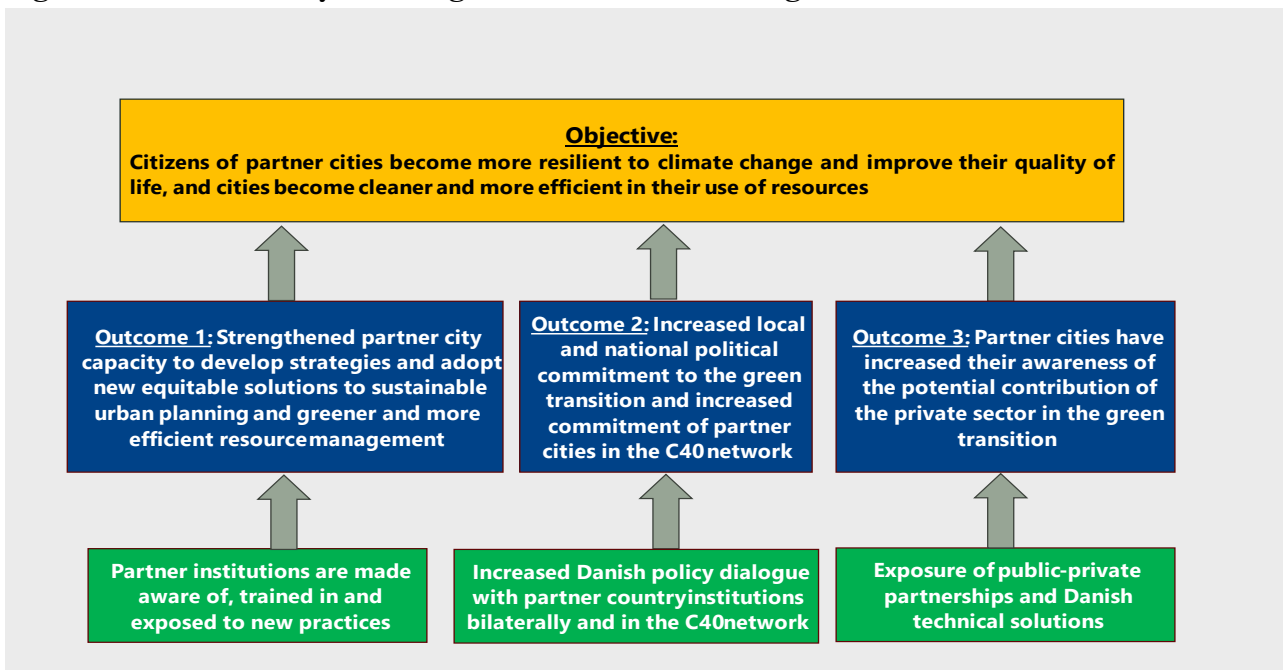 Objective:
Citizens of partner cities become more resilient to climate change and improve their quality of
life, and cities become cleaner and more efficient in their use of resources
Outcome 1: Strengthened partner city
capacity to develop strategies and adopt
new equitable solutions to sustainable
urban planning and greener and more
efficient resource management
Outcome 2: Increased local
and national political
commitment to the green
transition and increased
commitment of partner
cities in the C40 network
Outcome 3: Partner cities have
increased their awareness of
the potential contribution of
the private sector in the green
transition
Partner institutions are made
aware of, trained in and
exposed to new practices
Increased Danish policy dialogue
with partner countryinstitutions
bilaterally and in the C40network
Exposure of public-private
partnerships and Danish
technical solutions